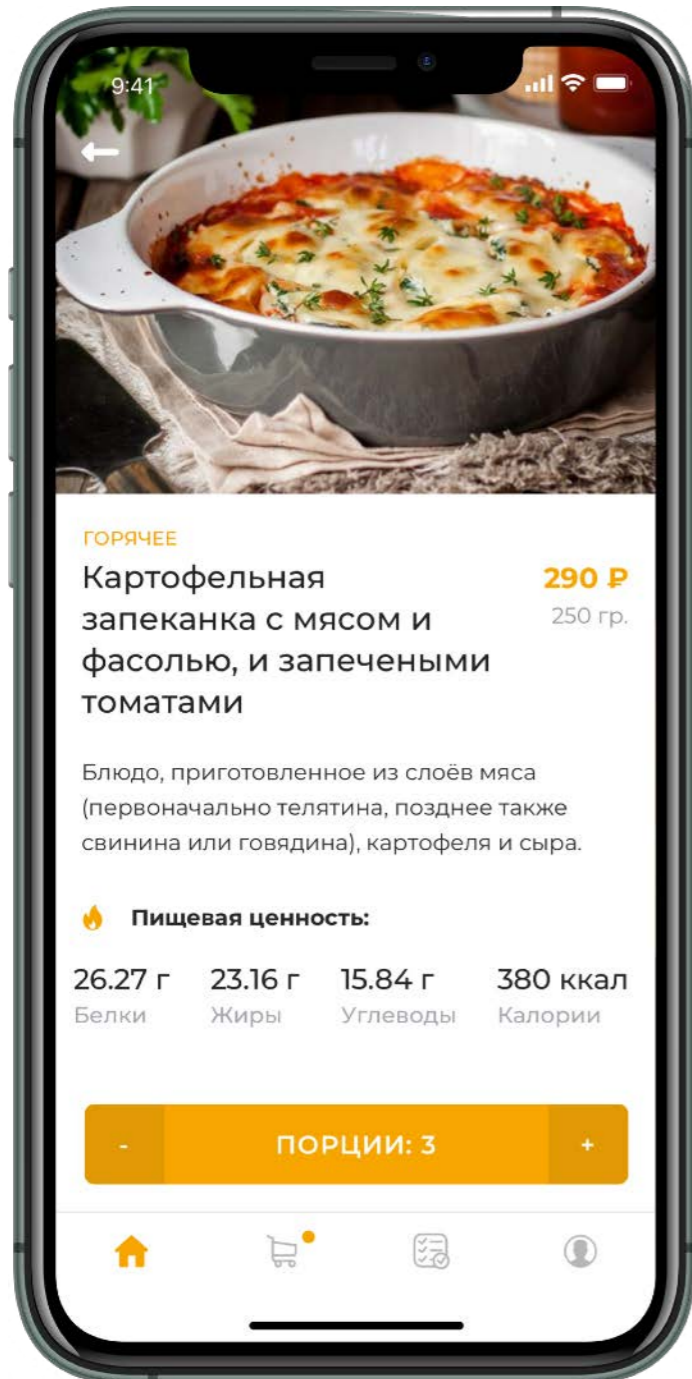 9:41
ГОРЯЧЕЕ
Картофельная
запеканка с мясом и
фасолью, и запечеными
томатами
290 ₽
250 гр.
Блюдо, приготовленное из слоёв мяса
(первоначально телятина, позднее также
свинина или говядина), картофеля и сыра.
Пищевая ценность:
26.27 г 23.16 г 15.84 г 380 ккал
Белки Жиры Углеводы Калории
- ПОРЦИИ: 3 +